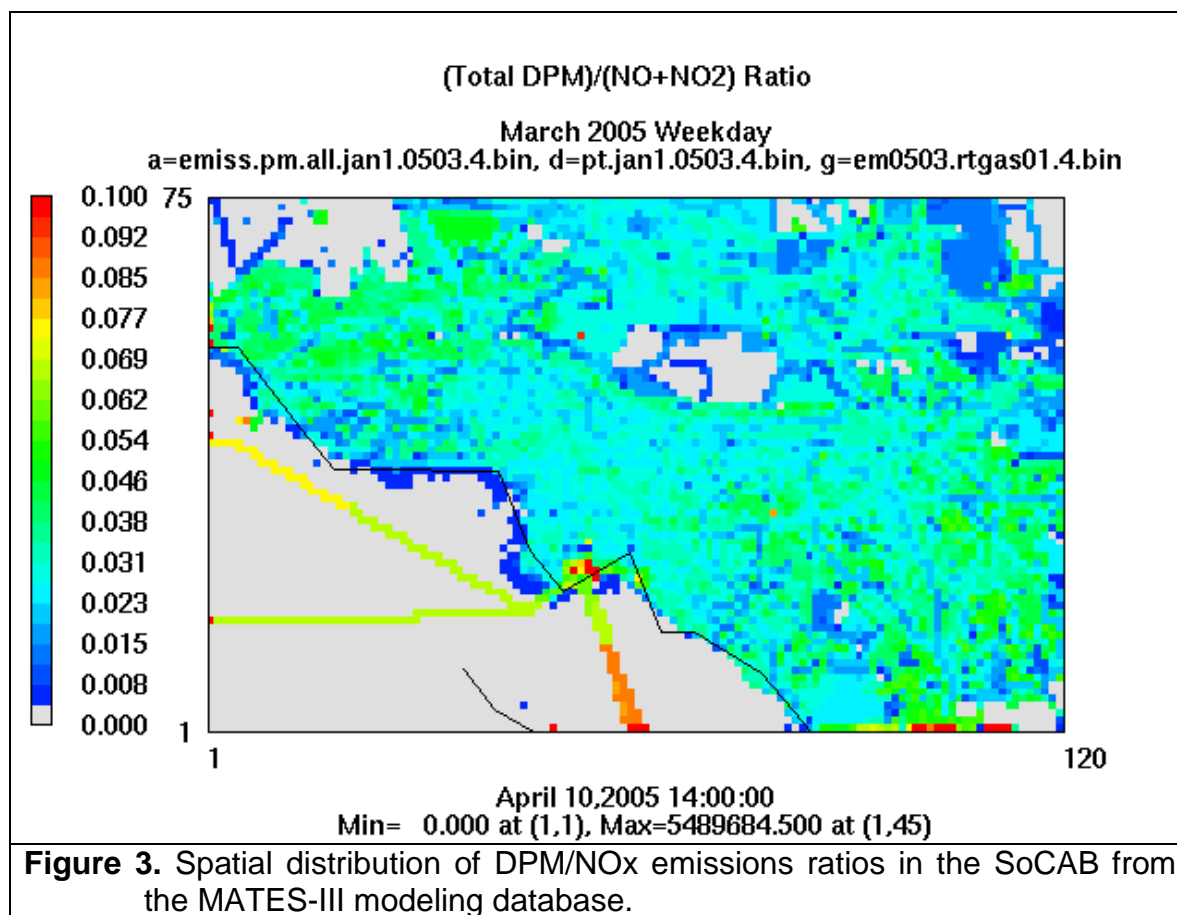 (Total DPM)/(NO+NO2) Ratio
March 2005 Weekday
a=emiss.pm.all.jan1.0503.4.bin, d=pt.jan1.0503.4.bin, g=em0503.rtgas01.4.bin
0.100
0.092
0.085
0.077
0.069
0.062
0.054
0.046
0.038
0.031
0.023
0.015
0.008
0.000
75
1
1
120
April 10,2005 14:00:00
Min= 0.000 at (1,1), Max=5489684.500 at (1,45)
Figure 3. Spatial distribution of DPM/NOx emissions ratios in the SoCAB from
the MATES-III modeling database.